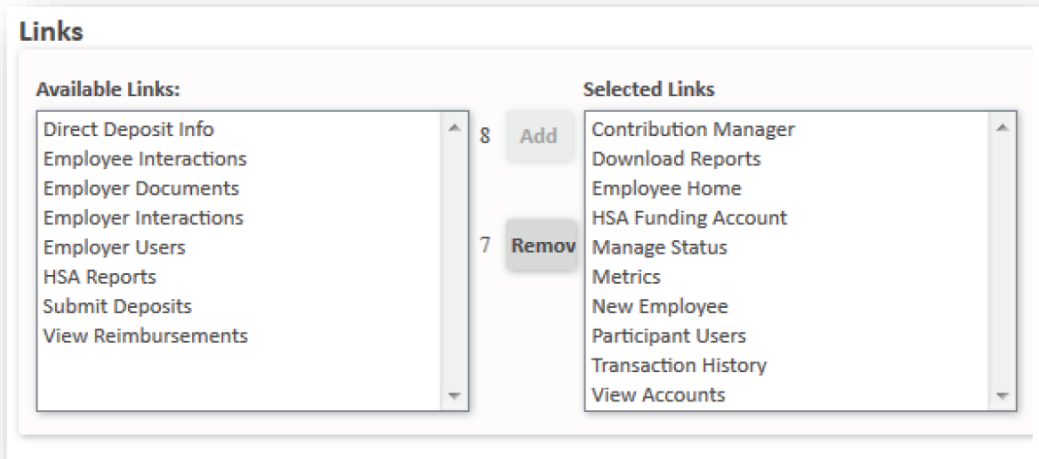 Links
Available Links:
Direct Deposit Info
Employee Interactions
Employer Documents
Employer Interactions
Employer Users
HSA Reports
Submit Deposits
View Reimbursements
8 Add
7 Remov
Selected Links
Contribution Manager
Download Reports
Employee Home
HSA Funding Account
Manage Status
Metrics
New Employee
Participant Users
Transaction History
View Accounts